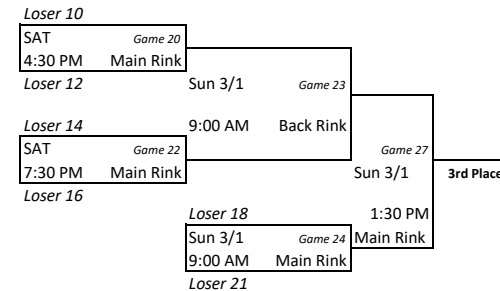 Loser 10
SAT Game 20
4:30 PM Main Rink
Loser 12
Sun 3/1 Game 23
9:00 AM Back Rink
Loser 14
SAT Game 22
7:30 PM Main Rink
Loser 16
Game 27
Sun 3/1
3rd Place
1:30 PM
Main Rink
Loser 18
Sun 3/1 Game 24
9:00 AM Main Rink
Loser 21